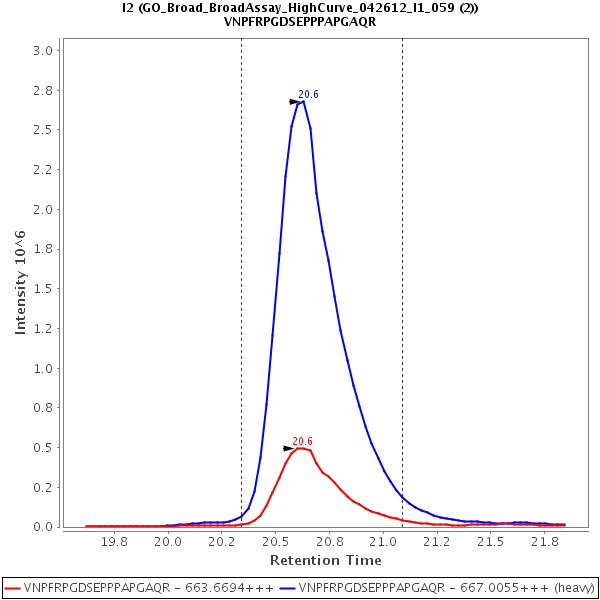 I2 (GO_Broad_BroadAssay_HighCurve_042612_I1_059 (2))
VNPFRPGDSEPPPAPGAQR
3.0
2.8
2.5
2.2
2.0
1.8
1.5
1.2
1.0
0.8
0.5
0.2
0.0
Intensity 10^6
20.6
20.6
19.8 20.0 20.2 20.5 20.8 21.0 21.2 21.5 21.8
Retention Time
VNPFRPGDSEPPPAPGAQR - 663.6694+++ VNPFRPGDSEPPPAPGAQR - 667.0055+++ (heavy)